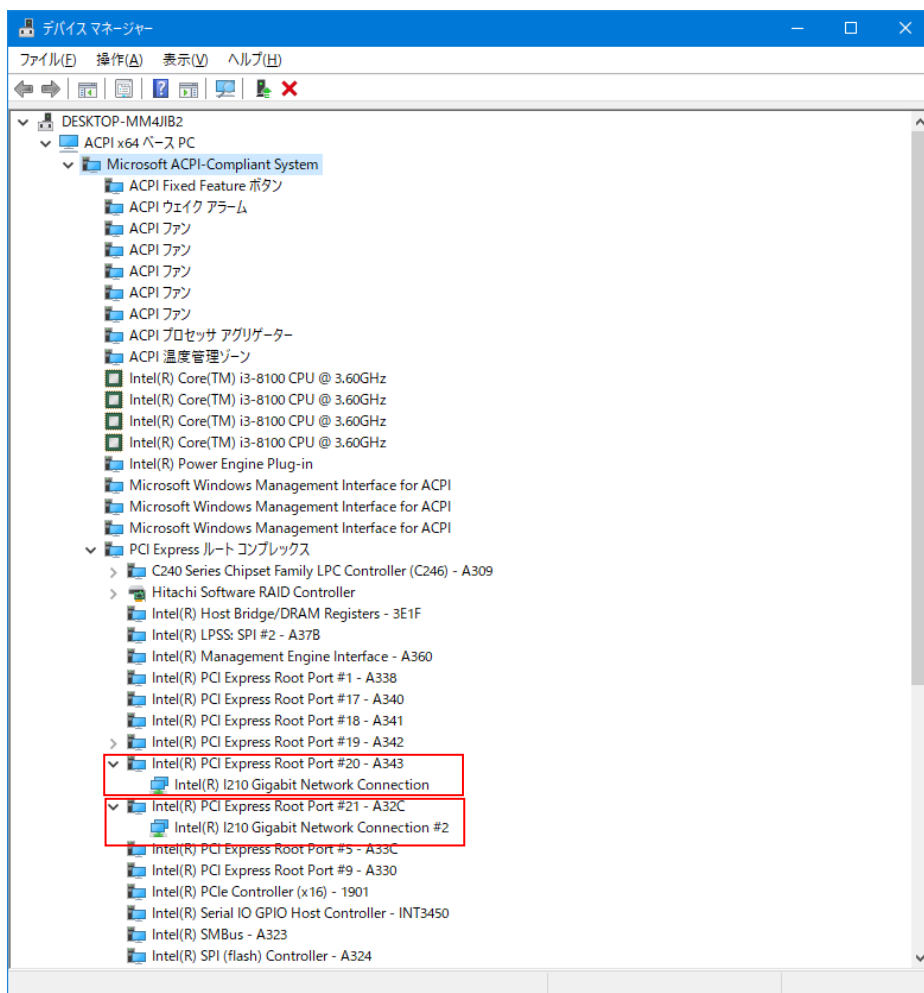 デバイス マネージャー
ファイル(F) 操作(A) 表示(V) ヘルプ(H)
DESKTOP-MM4JIB2
ACPI x64 ベース PC
Microsoft ACPI-Compliant System
ACPI Fixed Feature ボタン
ACPI ウェイク アラーム
ACPI ファン
ACPI ファン
ACPI ファン
ACPI ファン
ACPI ファン
ACPI プロセッサ アグリゲーター
ACPI 温度管理ゾーン
Intel(R) Core(TM) i3-8100 CPU @ 3.60GHz
Intel(R) Core(TM) i3-8100 CPU @ 3.60GHz
Intel(R) Core(TM) i3-8100 CPU @ 3.60GHz
Intel(R) Core(TM) i3-8100 CPU @ 3.60GHz
Intel(R) Power Engine Plug-in
Microsoft Windows Management Interface for ACPI
Microsoft Windows Management Interface for ACPI
Microsoft Windows Management Interface for ACPI
PCI Express ルート コンプレックス
C240 Series Chipset Family LPC Controller (C246) - A309
Hitachi Software RAID Controller
Intel(R) Host Bridge/DRAM Registers - 3E1F
Intel(R) LPSS: SPI #2 - A37B
Intel(R) Management Engine Interface - A360
Intel(R) PCI Express Root Port #1 - A338
Intel(R) PCI Express Root Port #17 - A340
Intel(R) PCI Express Root Port #18 - A341
Intel(R) PCI Express Root Port #19 - A342
Intel(R) PCI Express Root Port #20 - A343
Intel(R) I210 Gigabit Network Connection
Intel(R) PCI Express Root Port #21 - A32C
Intel(R) I210 Gigabit Network Connection #2
Intel(R) PCI Express Root Port #5 - A33C
Intel(R) PCI Express Root Port #9 - A330
Intel(R) PCIe Controller (x16) - 1901
Intel(R) Serial IO GPIO Host Controller - INT3450
Intel(R) SMBus - A323
Intel(R) SPI (flash) Controller - A324